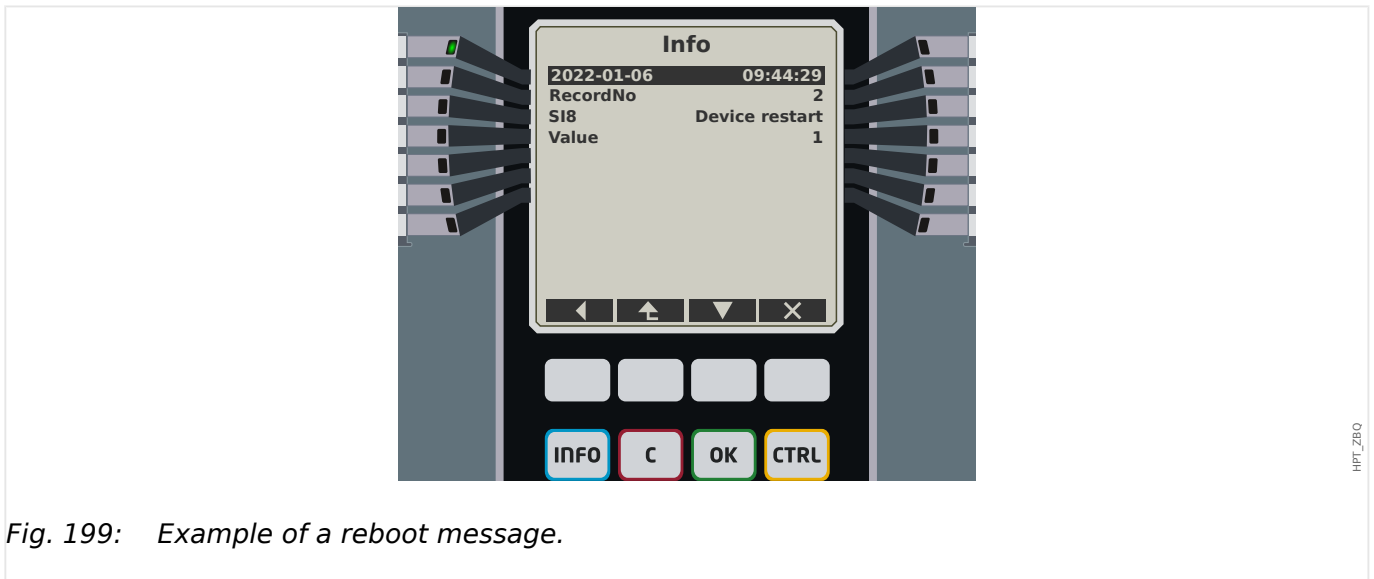 Info
2022-01-06 09:44:29
RecordNo 2
SI8 Device restart
Value 1
INFO C OK CTRL
HPT_ZBQ
Fig. 199: Example of a reboot message.